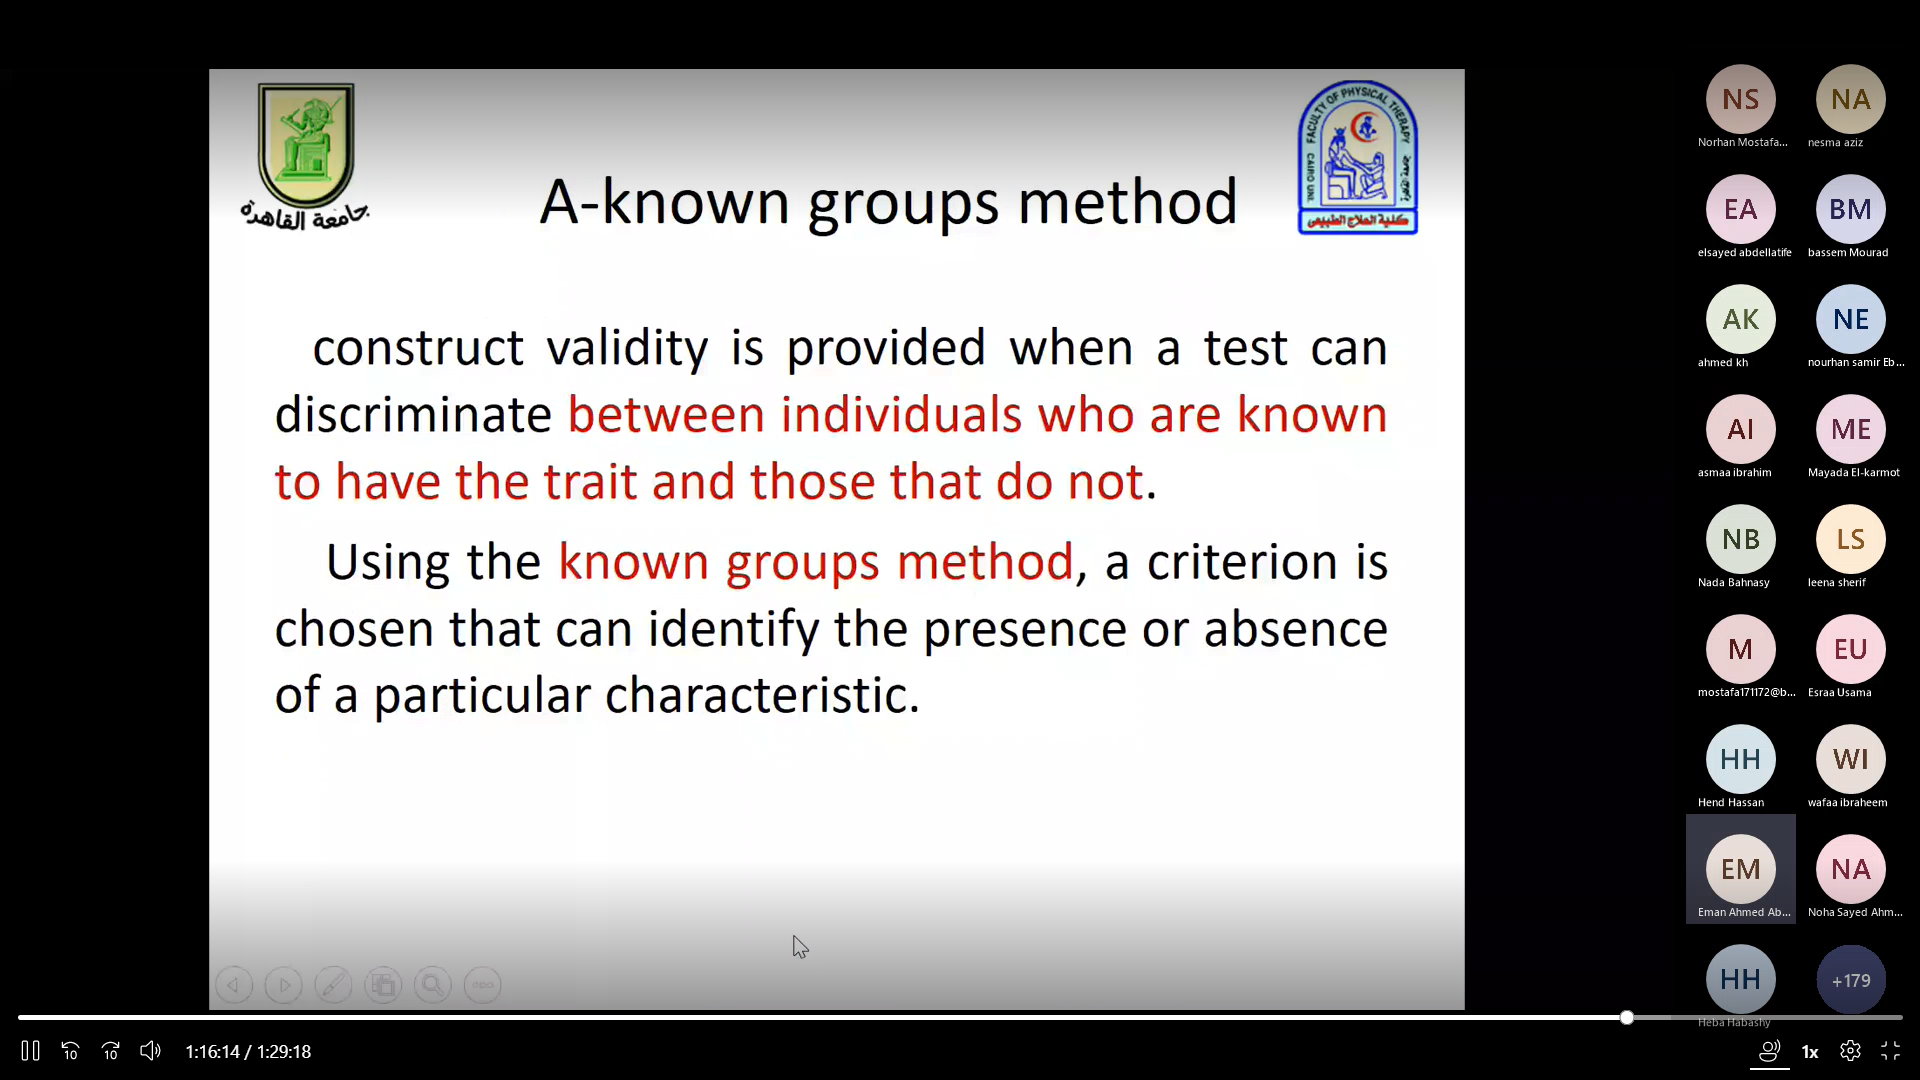 جامعة القاهرة
FACULTY OF PHYSICAL THERAPY
CAIRO UNI.
كلية العلاج الطبيعي
A-known groups method
construct validity is provided when a test can
discriminate between individuals who are known
to have the trait and those that do not.
Using the known groups method, a criterion is
chosen that can identify the presence or absence
of a particular characteristic.
NS NA
Norhan Mostafa... nesma aziz
EA BM
elsayed abdellatife bassem Mourad
AK NE
ahmed kh nourhan samir Eb...
AI ME
asmaa ibrahim Mayada El-karmot
NB LS
Nada Bahnasy leena sherif
M EU
mostafa171172@b... Esraa Usama
HH WI
Hend Hassan wafaa ibraheem
EM NA
Eman Ahmed Ab... Noha Sayed Ahm...
HH +179
Heba Habashy
10 10 1:16:14 / 1:29:18 1x